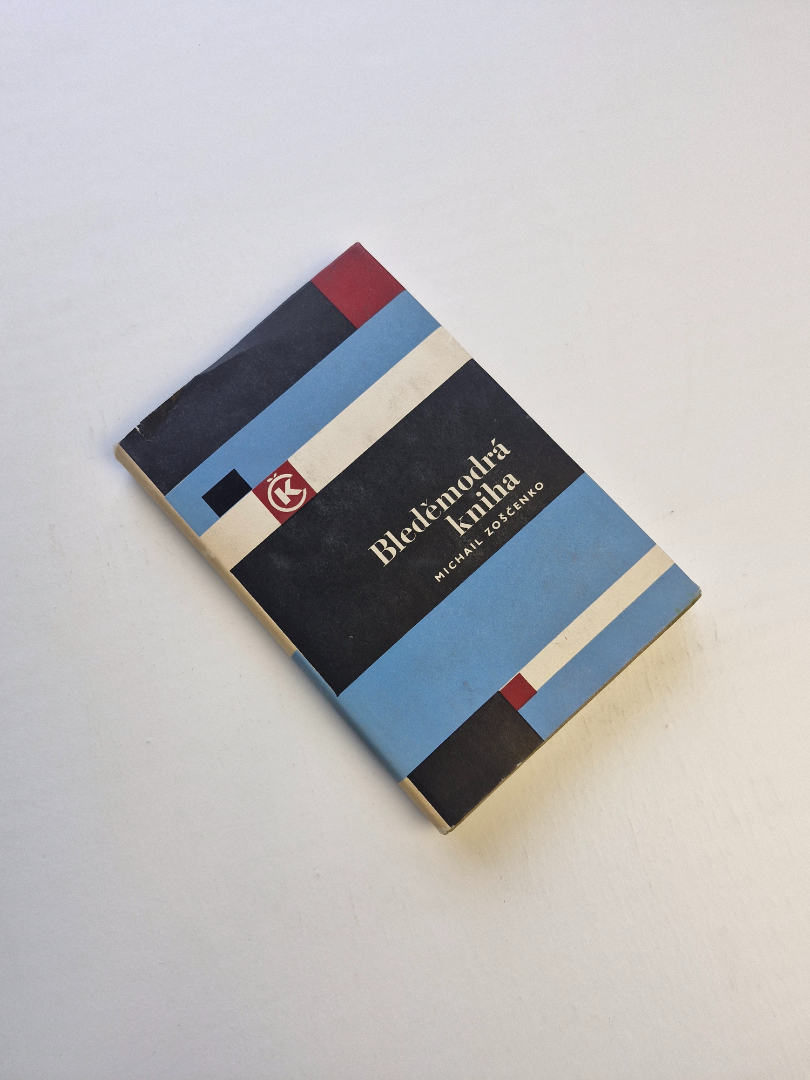 ČK
Bleděmodrá
kniha
MICHAIL ZOŠČENKO